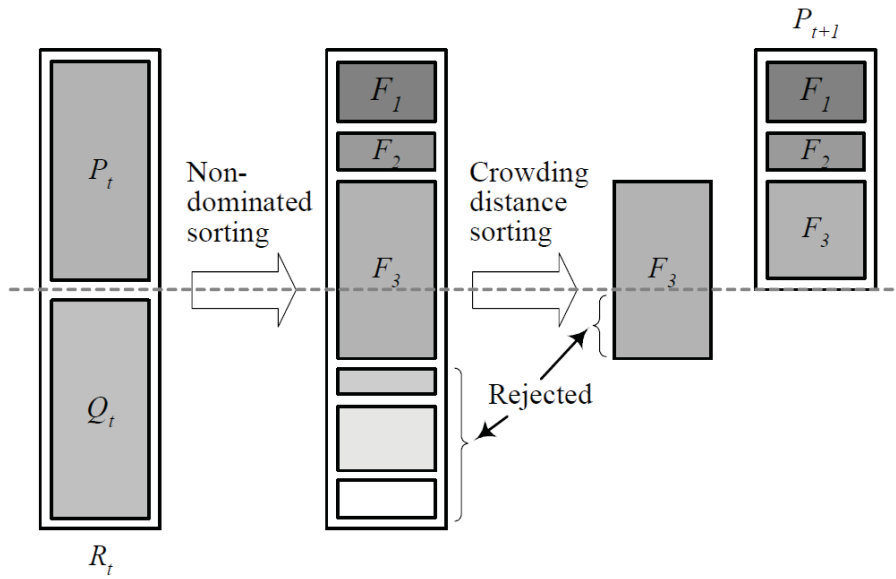 P_{t+1}
F_1
F_1
P_t
F_2
F_2
Non-
dominated
sorting
Crowding
distance
sorting
F_3
F_3
F_3
Q_t
Rejected
R_t